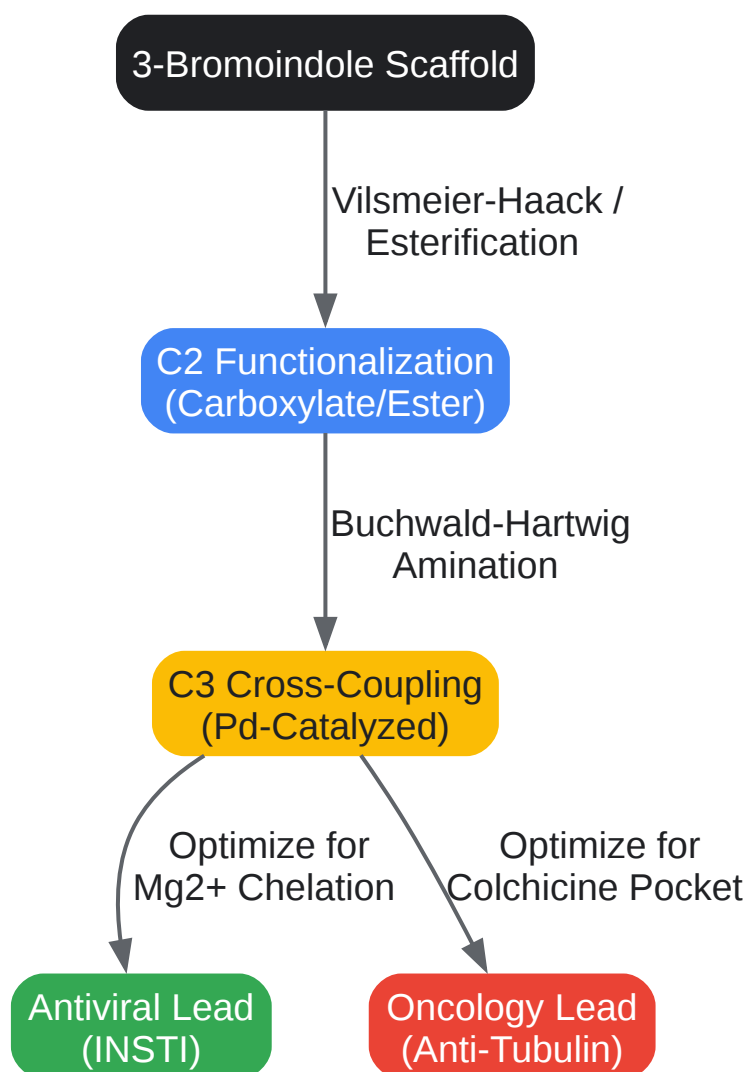 3-Bromoindole Scaffold
Vilsmeier-Haack /
Esterification
C2 Functionalization
(Carboxylate/Ester)
Buchwald-Hartwig
Amination
C3 Cross-Coupling
(Pd-Catalyzed)
Optimize for
Mg2+ Chelation
Optimize for
Colchicine Pocket
Antiviral Lead
(INSTI)
Oncology Lead
(Anti-Tubulin)